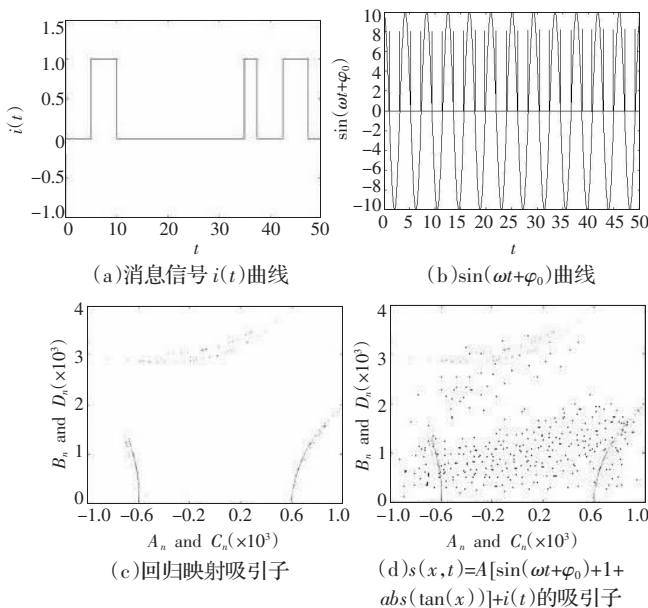 1.5
1.0
0.5
0
−0.5
−1.0
i(t)
0 10 20 30 40 50
t
(a)消息信号 i(t)曲线
10
8
6
4
2
0
−2
−4
−6
−8
−10
sin(ωt+φ₀)
0 5 10 15 20 25 30 35 40 45 50
t
(b)sin(ωt+φ₀)曲线
4
3
2
1
0
Bₙ and Dₙ(×10³)
−1.0 −0.6 −0.2 0.2 0.6 1.0
Aₙ and Cₙ(×10³)
(c)回归映射吸引子
4
3
2
1
0
Bₙ and Dₙ(×10³)
−1.0 −0.6 −0.2 0.2 0.6 1.0
Aₙ and Cₙ(×10³)
(d)s(x,t)=A[sin(ωt+φ₀)+1+
abs(tan(x))]+i(t)的吸引子